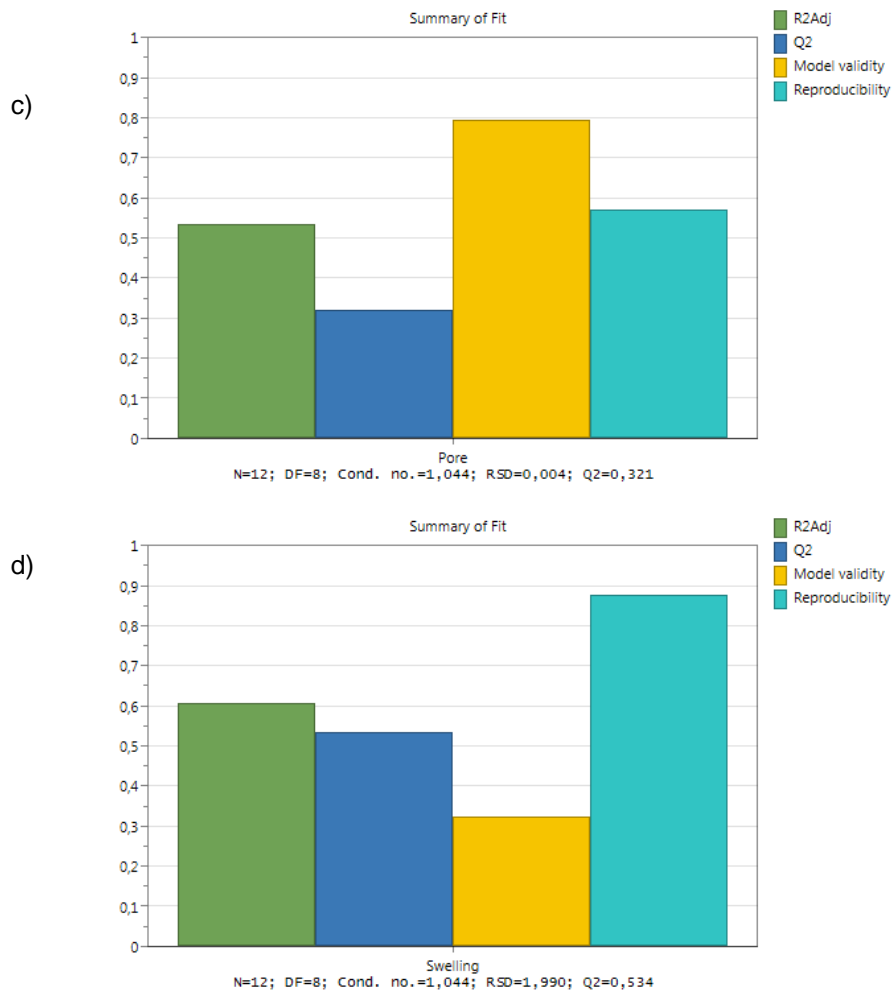 Summary of Fit
R2Adj
Q2
Model validity
Reproducibility
c)
1
0,9
0,8
0,7
0,6
0,5
0,4
0,3
0,2
0,1
0
Pore
N=12; DF=8; Cond. no.=1,044; RSD=0,004; Q2=0,321
Summary of Fit
R2Adj
Q2
Model validity
Reproducibility
d)
1
0,9
0,8
0,7
0,6
0,5
0,4
0,3
0,2
0,1
0
Swelling
N=12; DF=8; Cond. no.=1,044; RSD=1,990; Q2=0,534